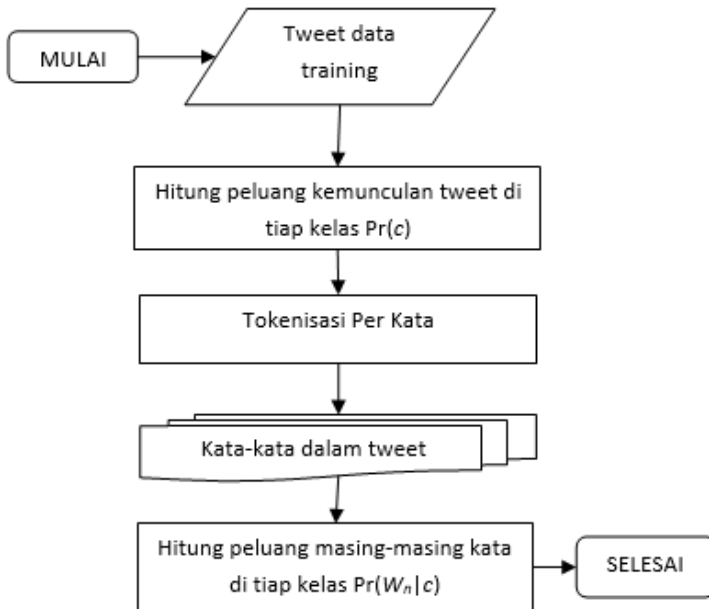 MULAI
Tweet data
training
Hitung peluang kemunculan tweet di
tiap kelas Pr(c)
Tokenisasi Per Kata
Kata-kata dalam tweet
Hitung peluang masing-masing kata
di tiap kelas Pr(Wₙ|c)
SELESAI